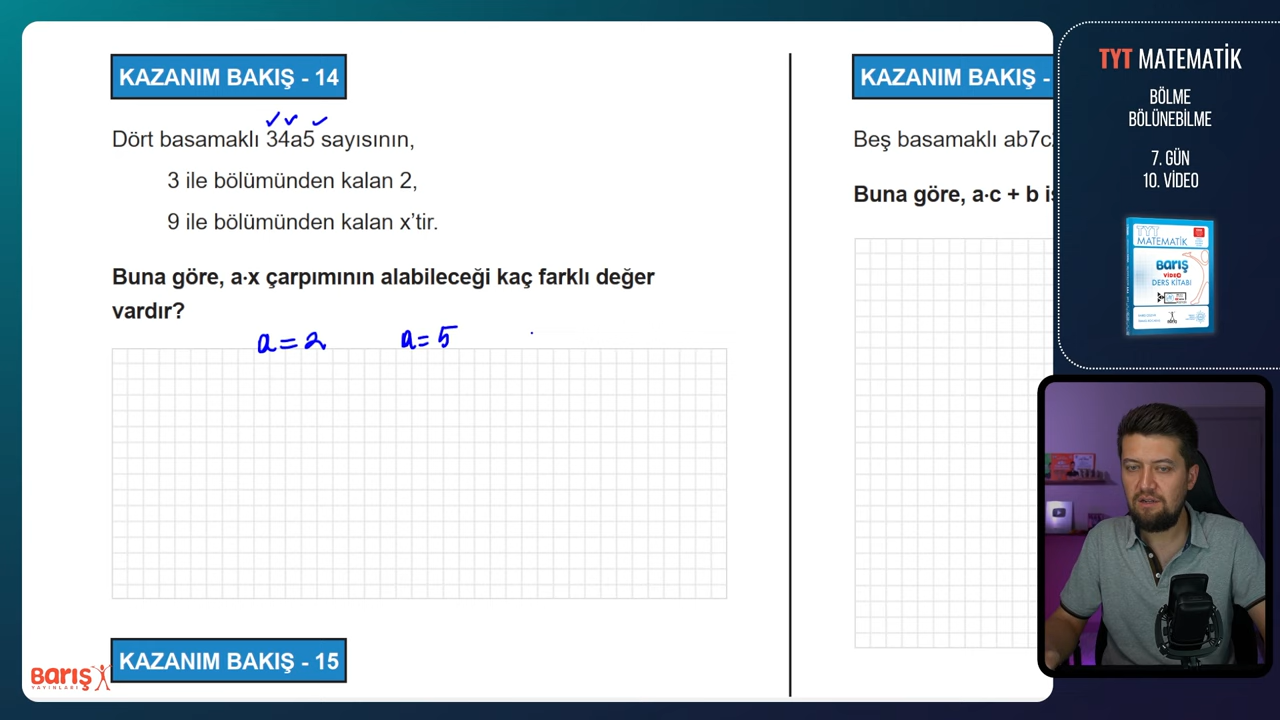 KAZANIM BAKIŞ - 14
Dört basamaklı 34a5 sayısının,
3 ile bölümünden kalan 2,
9 ile bölümünden kalan x'tir.
Buna göre, a·x çarpımının alabileceği kaç farklı değer
vardır?
a = 2 a = 5
KAZANIM BAKIŞ - 15
KAZANIM BAKIŞ -
Beş basamaklı ab7c
Buna göre, a·c + b
TYT MATEMATİK
BÖLME
BÖLÜNEBİLME
7. GÜN
10. VİDEO
TYT
MATEMATİK
BARIŞ
VİDEO
DERS KİTABI
BARIŞ
YAYINLARI